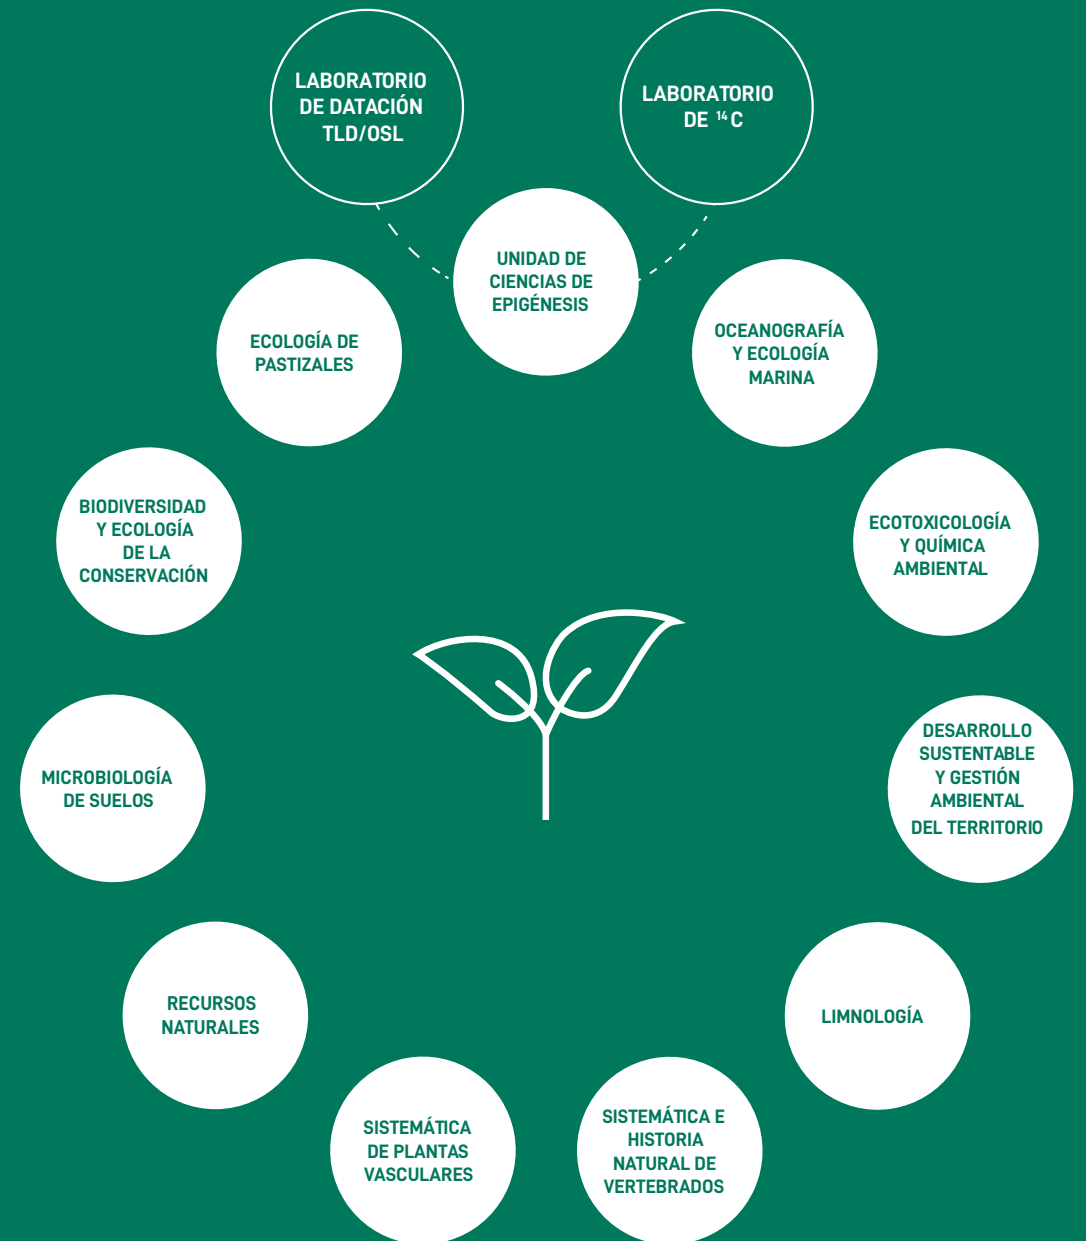 LABORATORIO
DE DATACIÓN
TLD/OSL
LABORATORIO
DE ¹⁴C
UNIDAD DE
CIENCIAS DE
EPIGÉNESIS
ECOLOGÍA DE
PASTIZALES
OCEANOGRAFÍA
Y ECOLOGÍA
MARINA
BIODIVERSIDAD
Y ECOLOGÍA
DE LA
CONSERVACIÓN
ECOTOXICOLOGÍA
Y QUÍMICA
AMBIENTAL
MICROBIOLOGÍA
DE SUELOS
DESARROLLO
SUSTENTABLE
Y GESTIÓN
AMBIENTAL
DEL TERRITORIO
RECURSOS
NATURALES
LIMNOLOGÍA
SISTEMÁTICA
DE PLANTAS
VASCULARES
SISTEMÁTICA E
HISTORIA
NATURAL DE
VERTEBRADOS